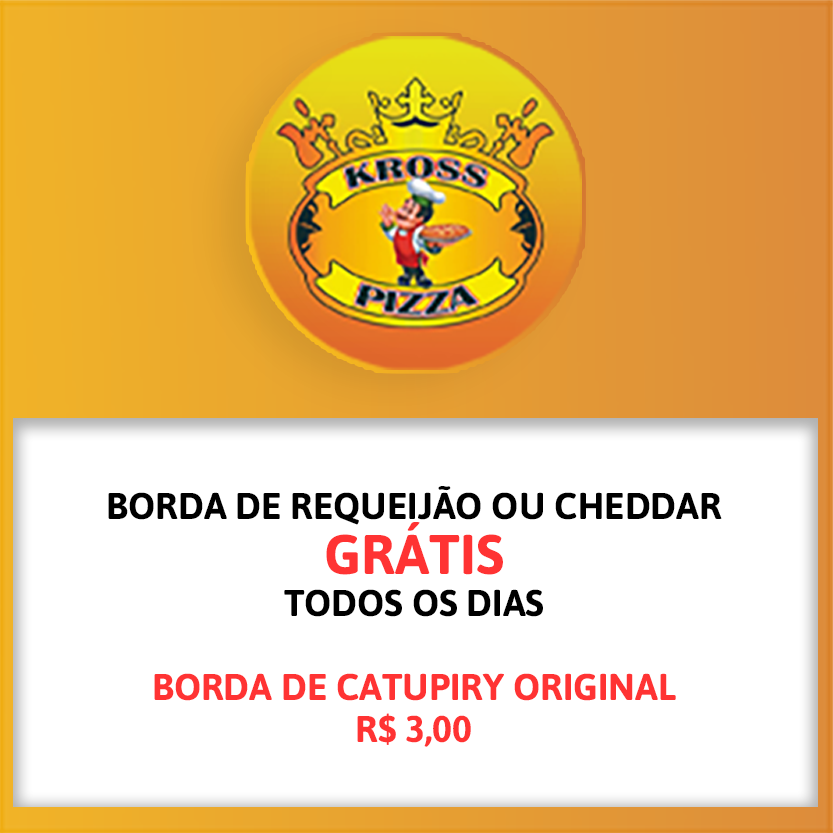 KROSS
PIZZA
BORDA DE REQUEIJÃO OU CHEDDAR
GRÁTIS
TODOS OS DIAS
BORDA DE CATUPIRY ORIGINAL
R$ 3,00